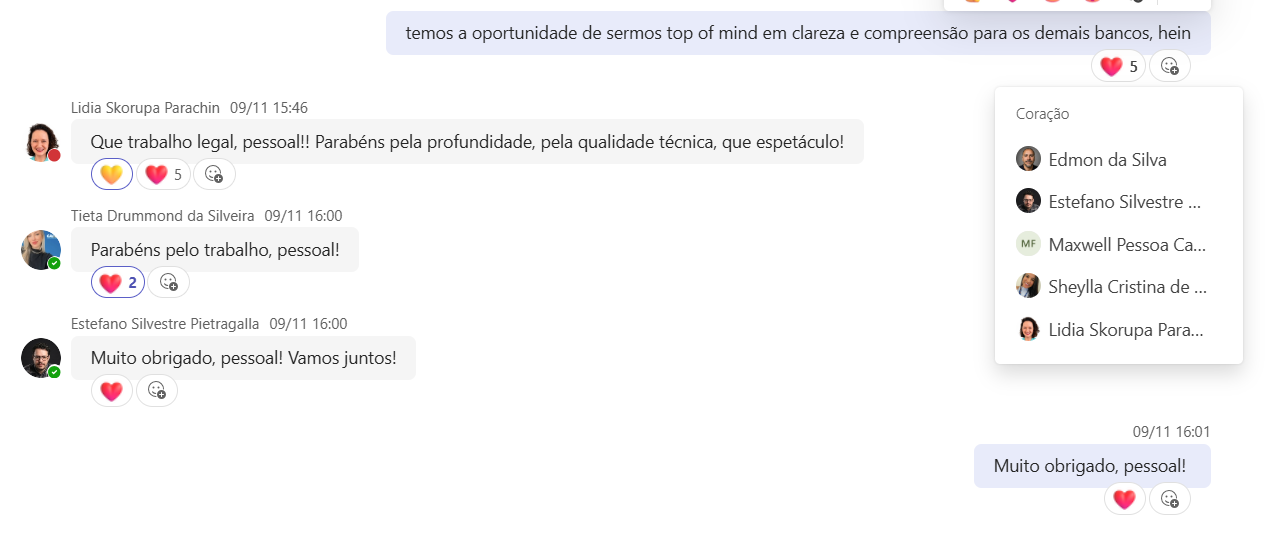 temos a oportunidade de sermos top of mind em clareza e compreensão para os demais bancos, hein
5
Coração
Edmon da Silva
Estefano Silvestre ...
MF Maxwell Pessoa Ca...
Sheylla Cristina de ...
Lidia Skorupa Para...
Lidia Skorupa Parachin 09/11 15:46
Que trabalho legal, pessoal!! Parabéns pela profundidade, pela qualidade técnica, que espetáculo!
5
Tieta Drummond da Silveira 09/11 16:00
Parabéns pelo trabalho, pessoal!
2
Estefano Silvestre Pietragalla 09/11 16:00
Muito obrigado, pessoal! Vamos juntos!
09/11 16:01
Muito obrigado, pessoal!